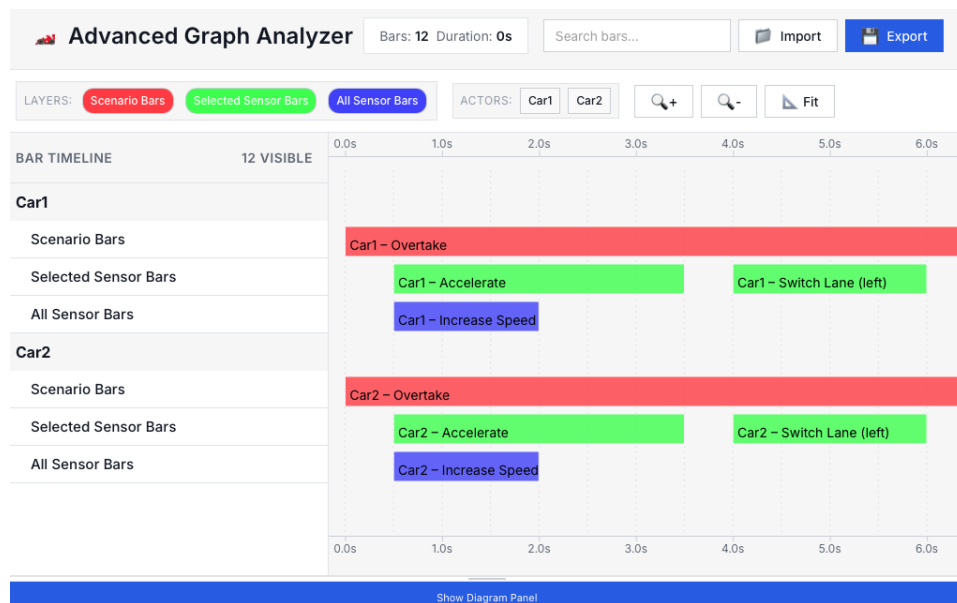 Advanced Graph Analyzer
Bars: 12 Duration: 0s
Search bars...
Import
Export
LAYERS: Scenario Bars Selected Sensor Bars All Sensor Bars
ACTORS: Car1 Car2
+
-
Fit
BAR TIMELINE 12 VISIBLE
0.0s 1.0s 2.0s 3.0s 4.0s 5.0s 6.0s
Car1
Scenario Bars
Car1 – Overtake
Selected Sensor Bars
Car1 – Accelerate
Car1 – Switch Lane (left)
All Sensor Bars
Car1 – Increase Speed
Car2
Scenario Bars
Car2 – Overtake
Selected Sensor Bars
Car2 – Accelerate
Car2 – Switch Lane (left)
All Sensor Bars
Car2 – Increase Speed
0.0s 1.0s 2.0s 3.0s 4.0s 5.0s 6.0s
Show Diagram Panel